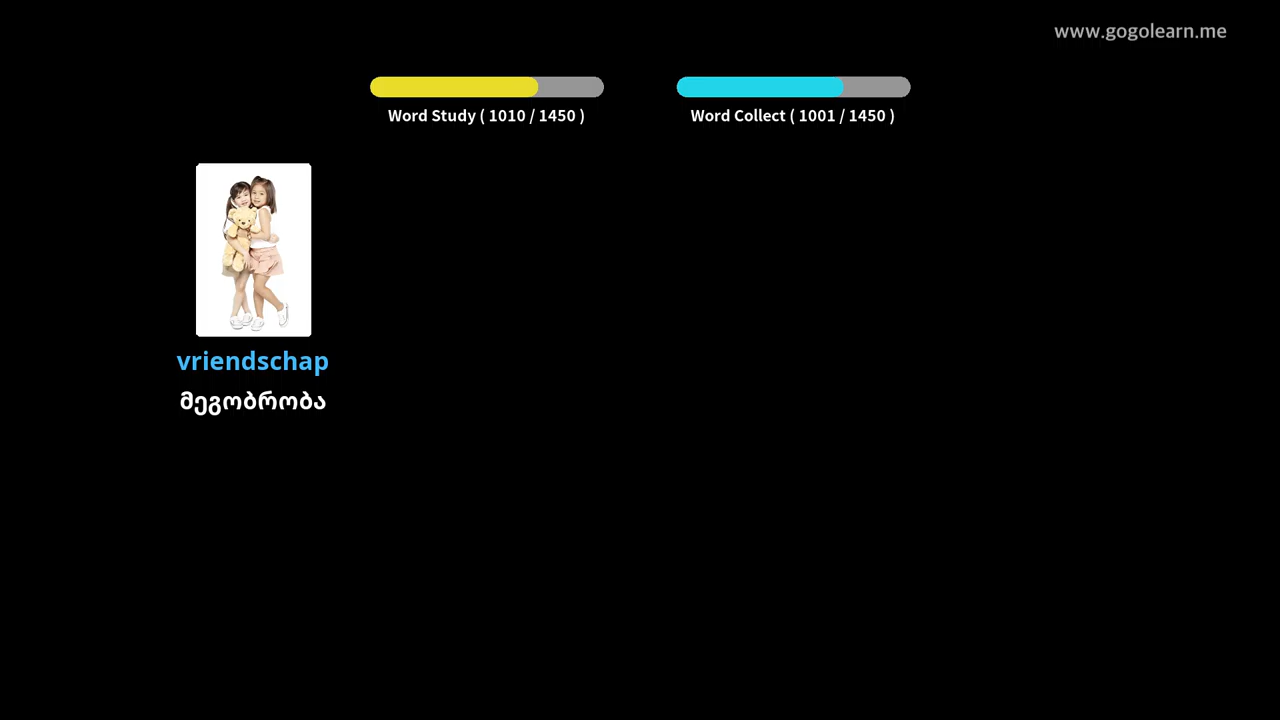 www.gogolearn.me
Word Study ( 1010 / 1450 )
Word Collect ( 1001 / 1450 )
vriendschap
მეგობრობა